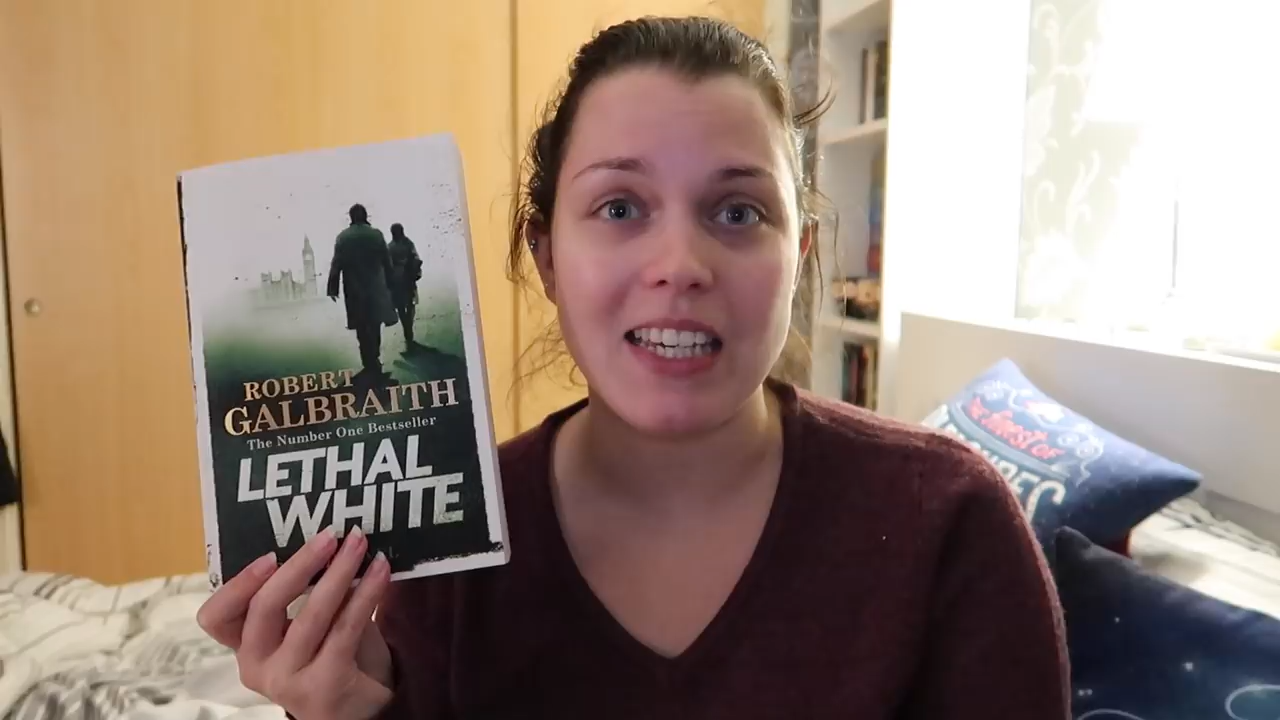 ROBERT
GALBRAITH
The Number One Bestseller
LETHAL
WHITE